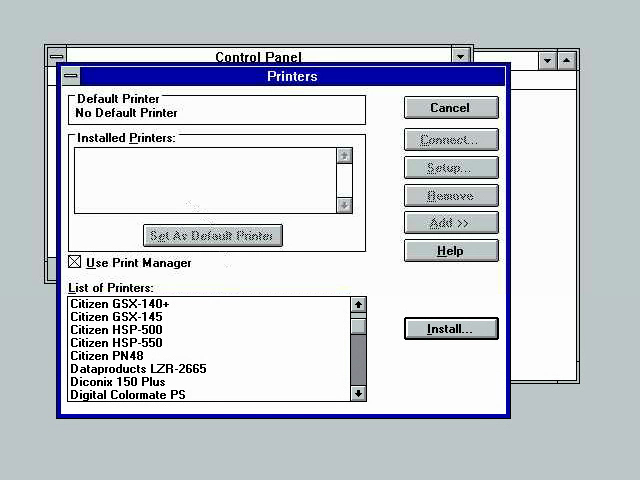 Control Panel
Printers
Default Printer
No Default Printer
Cancel
Installed Printers:
Connect...
Setup...
Remove
Add >>
Set As Default Printer
Help
Use Print Manager
List of Printers:
Citizen GSX-140+
Citizen GSX-145
Citizen HSP-500
Install...
Citizen HSP-550
Citizen PN48
Dataproducts LZR-2665
Diconix 150 Plus
Digital Colormate PS